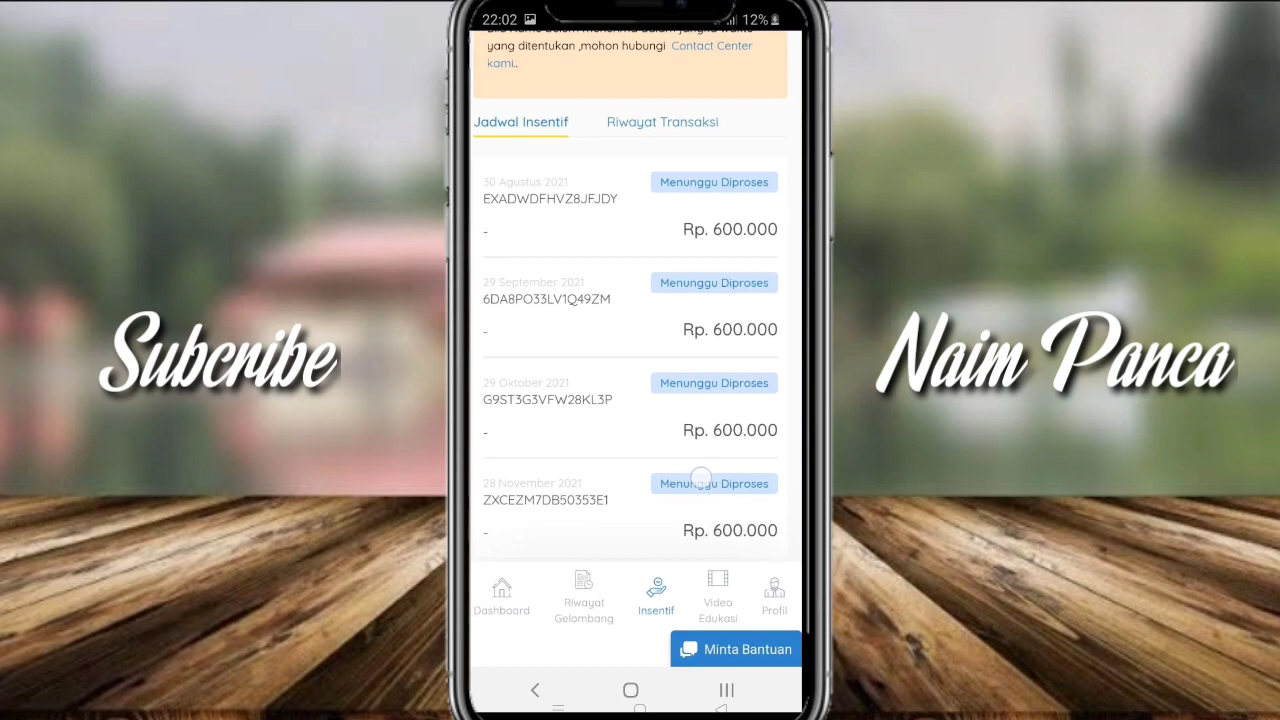 22:02 12%
yang ditentukan ,mohon hubungi Contact Center
kami..
Jadwal Insentif Riwayat Transaksi
30 Agustus 2021 Menunggu Diproses
EXADWDFHVZ8JFJDY
- Rp. 600.000
29 September 2021 Menunggu Diproses
6DA8PO33LV1Q49ZM
- Rp. 600.000
29 Oktober 2021 Menunggu Diproses
G9ST3G3VFW28KL3P
- Rp. 600.000
28 November 2021 Menunggu Diproses
ZXCEZM7DB50353E1
- Rp. 600.000
Dashboard
Riwayat
Gelombang
Insentif
Video
Edukasi
Profil
Minta Bantuan
Subcribe
Naim Panca